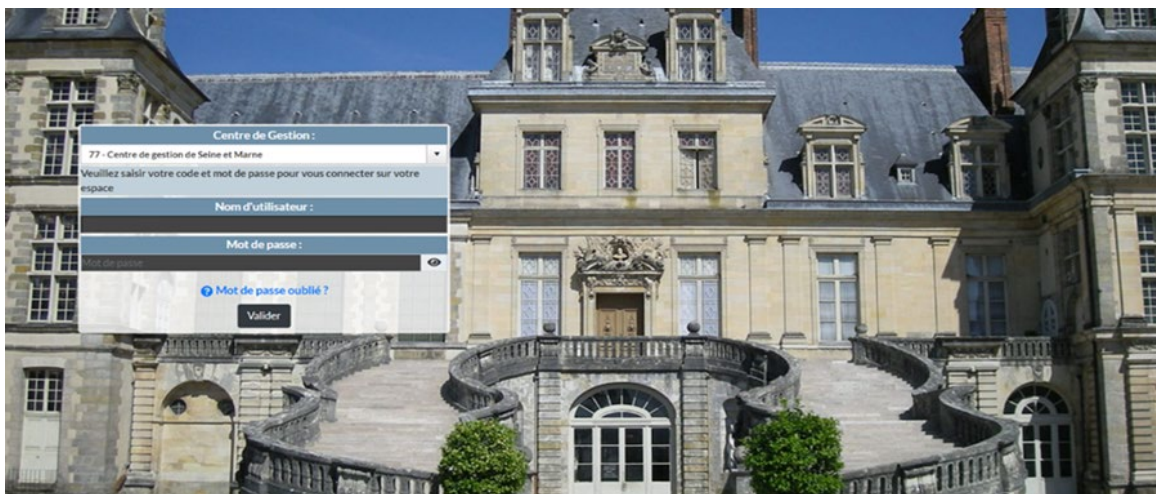 Centre de Gestion :
77 - Centre de gestion de Seine et Marne
Veuillez saisir votre code et mot de passe pour vous connecter sur votre
espace
Nom d'utilisateur :
Mot de passe :
Mot de passe
Mot de passe oublié ?
Valider